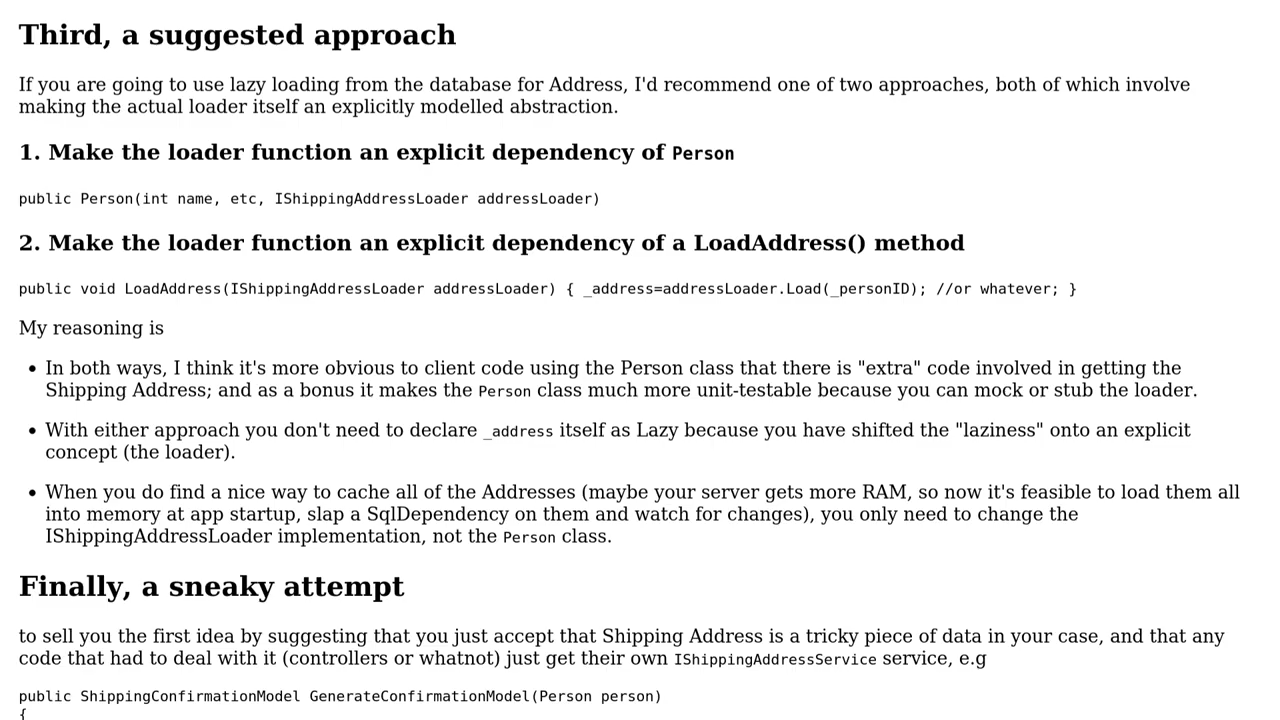 Third, a suggested approach
If you are going to use lazy loading from the database for Address, I'd recommend one of two approaches, both of which involve
making the actual loader itself an explicitly modelled abstraction.
1. Make the loader function an explicit dependency of Person
public Person(int name, etc, IShippingAddressLoader addressLoader)
2. Make the loader function an explicit dependency of a LoadAddress() method
public void LoadAddress(IShippingAddressLoader addressLoader) { _address=addressLoader.Load(_personID); //or whatever; }
My reasoning is
• In both ways, I think it's more obvious to client code using the Person class that there is "extra" code involved in getting the
Shipping Address; and as a bonus it makes the Person class much more unit-testable because you can mock or stub the loader.
• With either approach you don't need to declare _address itself as Lazy because you have shifted the "laziness" onto an explicit
concept (the loader).
• When you do find a nice way to cache all of the Addresses (maybe your server gets more RAM, so now it's feasible to load them all
into memory at app startup, slap a SqlDependency on them and watch for changes), you only need to change the
IShippingAddressLoader implementation, not the Person class.
Finally, a sneaky attempt
to sell you the first idea by suggesting that you just accept that Shipping Address is a tricky piece of data in your case, and that any
code that had to deal with it (controllers or whatnot) just get their own IShippingAddressService service, e.g
public ShippingConfirmationModel GenerateConfirmationModel(Person person)
{